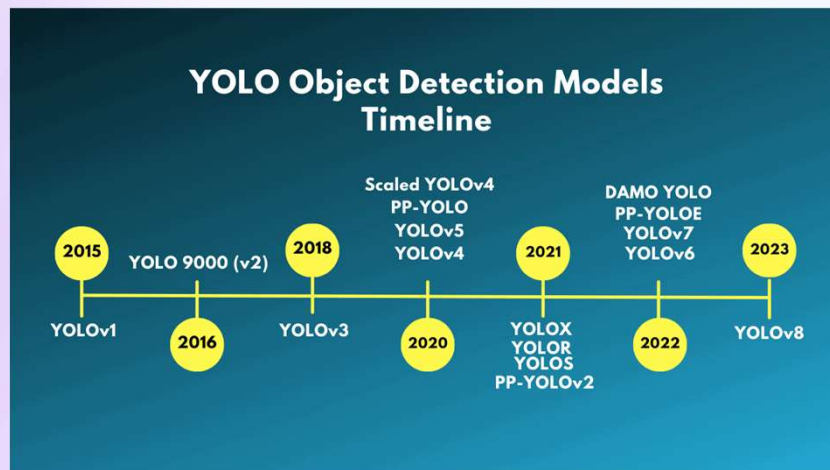 YOLO Object Detection Models
Timeline
2015
YOLOv1
YOLO 9000 (v2)
2016
2018
YOLOv3
Scaled YOLOv4
PP-YOLO
YOLOv5
YOLOv4
2020
2021
YOLOX
YOLOR
YOLOS
PP-YOLOv2
DAMO YOLO
PP-YOLOE
YOLOv7
YOLOv6
2022
2023
YOLOv8